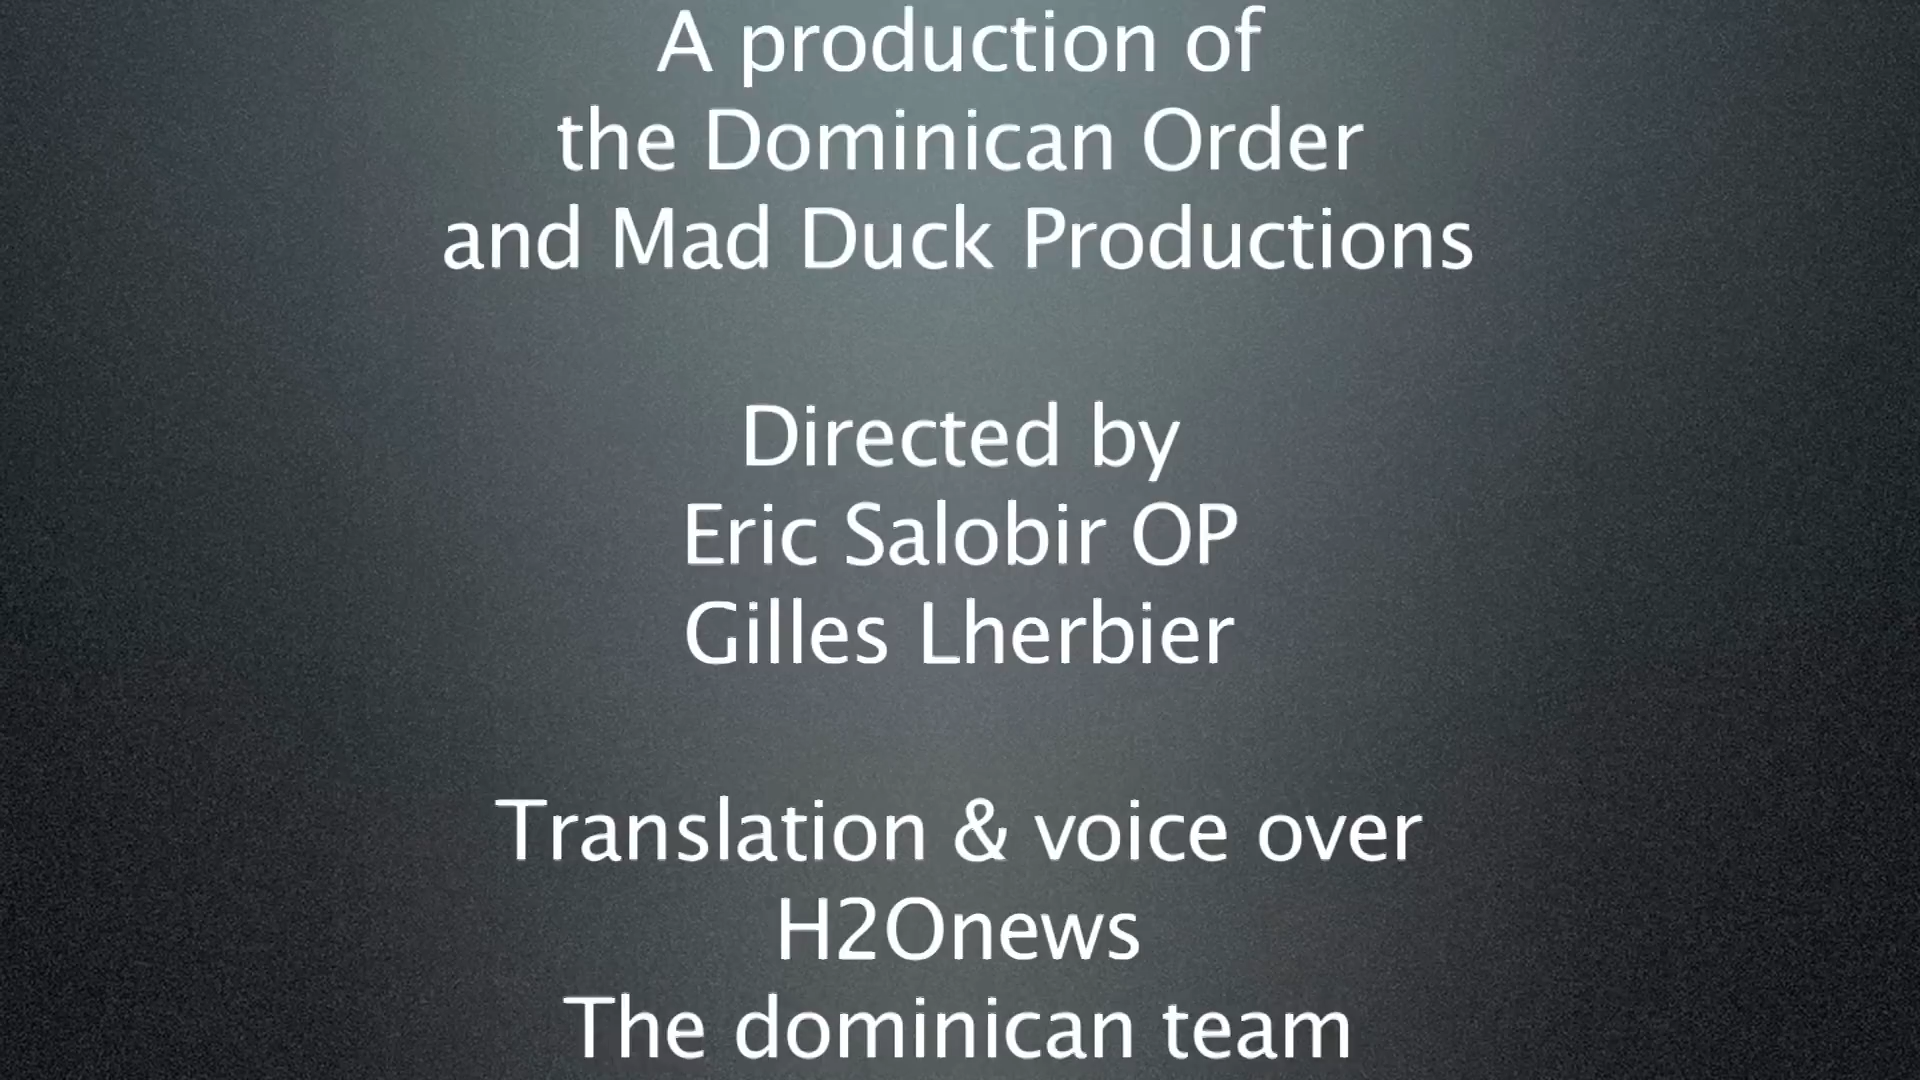 A production of
the Dominican Order
and Mad Duck Productions
Directed by
Eric Salobir OP
Gilles Lherbier
Translation & voice over
H2Onews
The dominican team